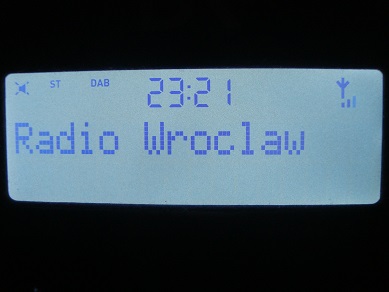 ST DAB 23:21
Radio Wroclaw